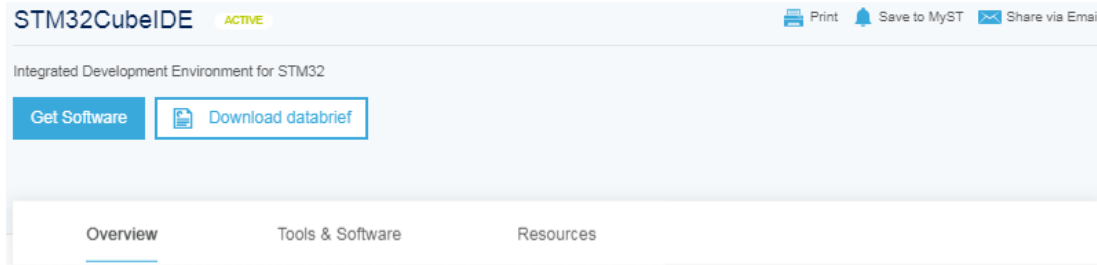 STM32CubeIDE ACTIVE Print Save to MyST Share via Emai
Integrated Development Environment for STM32
Get Software Download databrief
Overview Tools & Software Resources